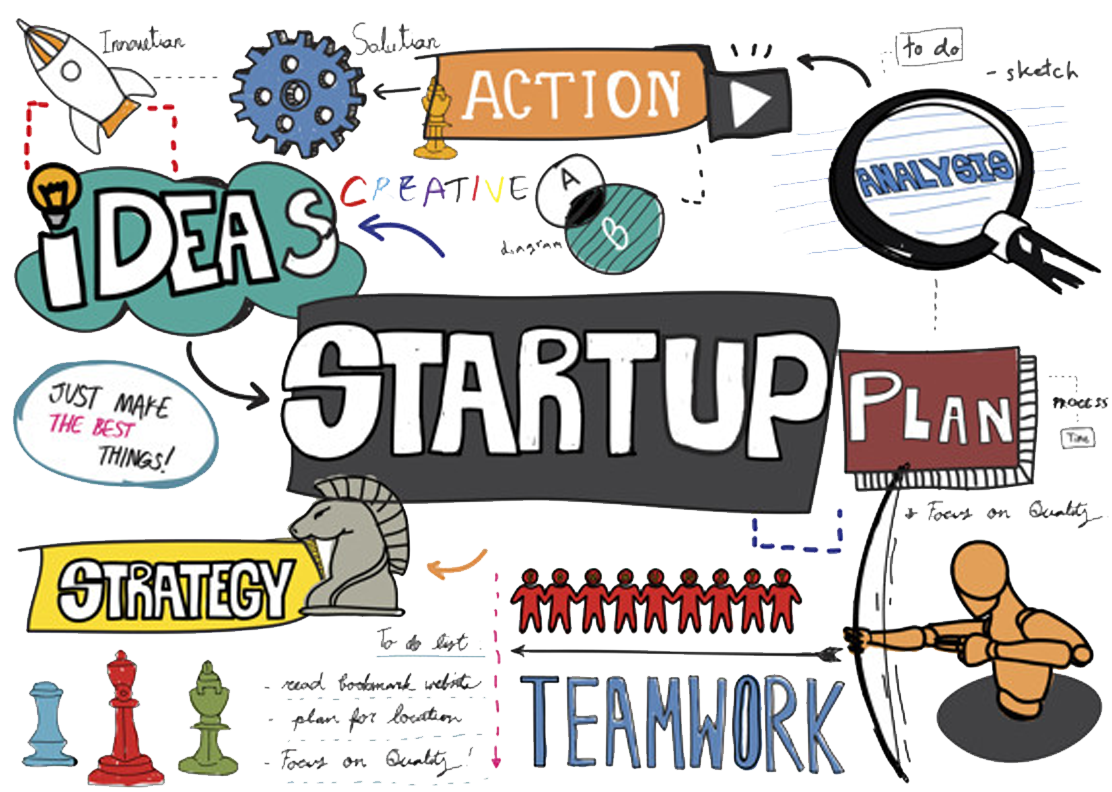 Innovation
Solution
ACTION
to do
- sketch
ANALYSIS
iDEAS
CREATIVE
A
B
diagram
STARTUP
JUST MAKE
THE BEST
THINGS!
PLAN
PROCESS
Time
Focus on Quality
STRATEGY
To do list
- read bookmark website
- plan for location
- Focus on Quality!
TEAMWORK